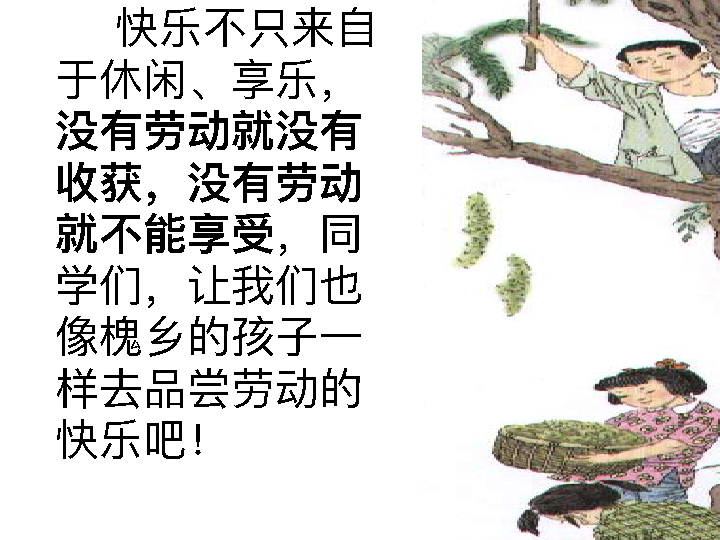 快乐不只来自
于休闲、享乐，
没有劳动就没有
收获，没有劳动
就不能享受，同
学们，让我们也
像槐乡的孩子一
样去品尝劳动的
快乐吧！